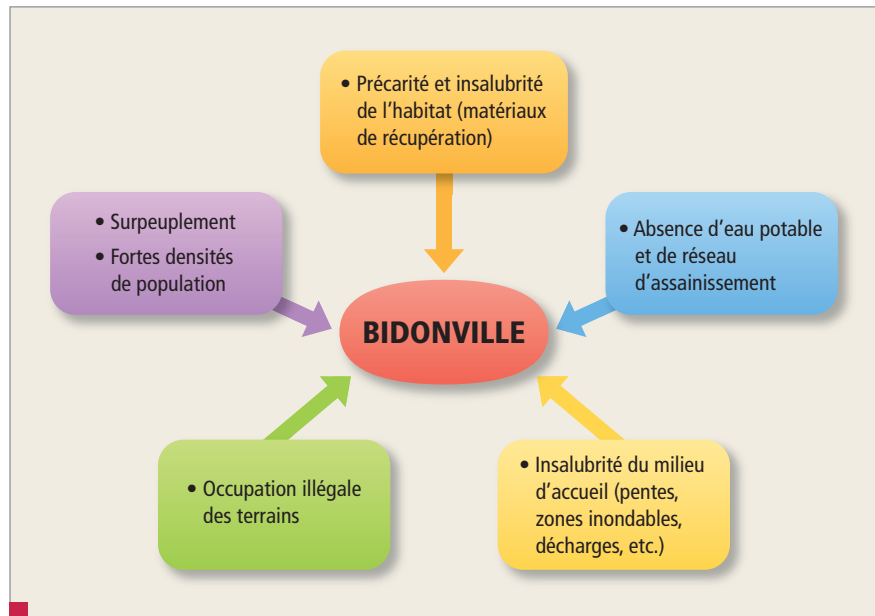 • Précarité et insalubrité
de l'habitat (matériaux
de récupération)
• Surpeuplement
• Fortes densités
de population
• Absence d'eau potable
et de réseau
d'assainissement
BIDONVILLE
• Occupation illégale
des terrains
• Insalubrité du milieu
d'accueil (pentes,
zones inondables,
décharges, etc.)